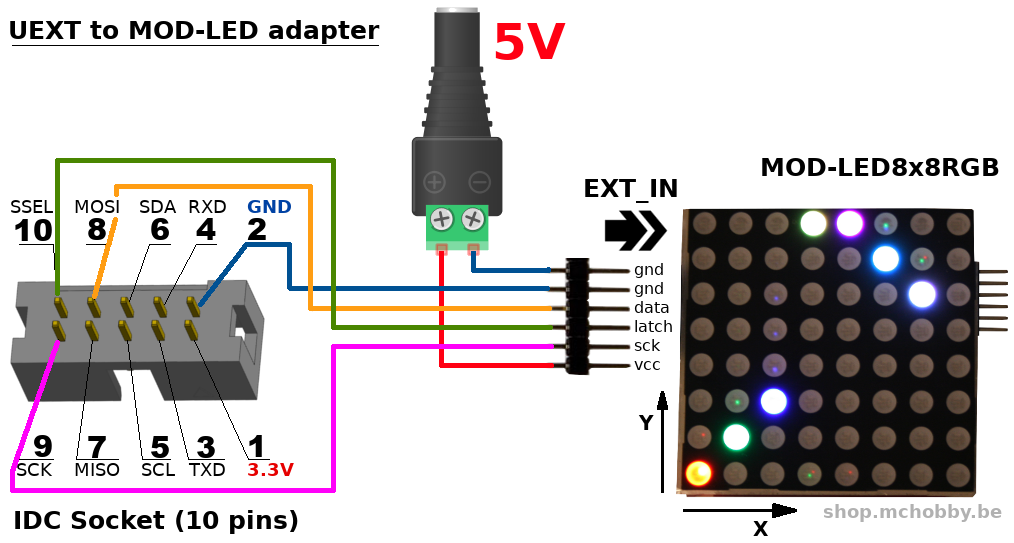 UEXT to MOD-LED adapter
5V
MOD-LED8x8RGB
EXT_IN
SSEL MOSI SDA RXD GND
10 8 6 4 2
gnd
gnd
data
latch
sck
vcc
9 7 5 3 1
SCK MISO SCL TXD 3.3V
IDC Socket (10 pins)
Y
X
shop.mchobby.be